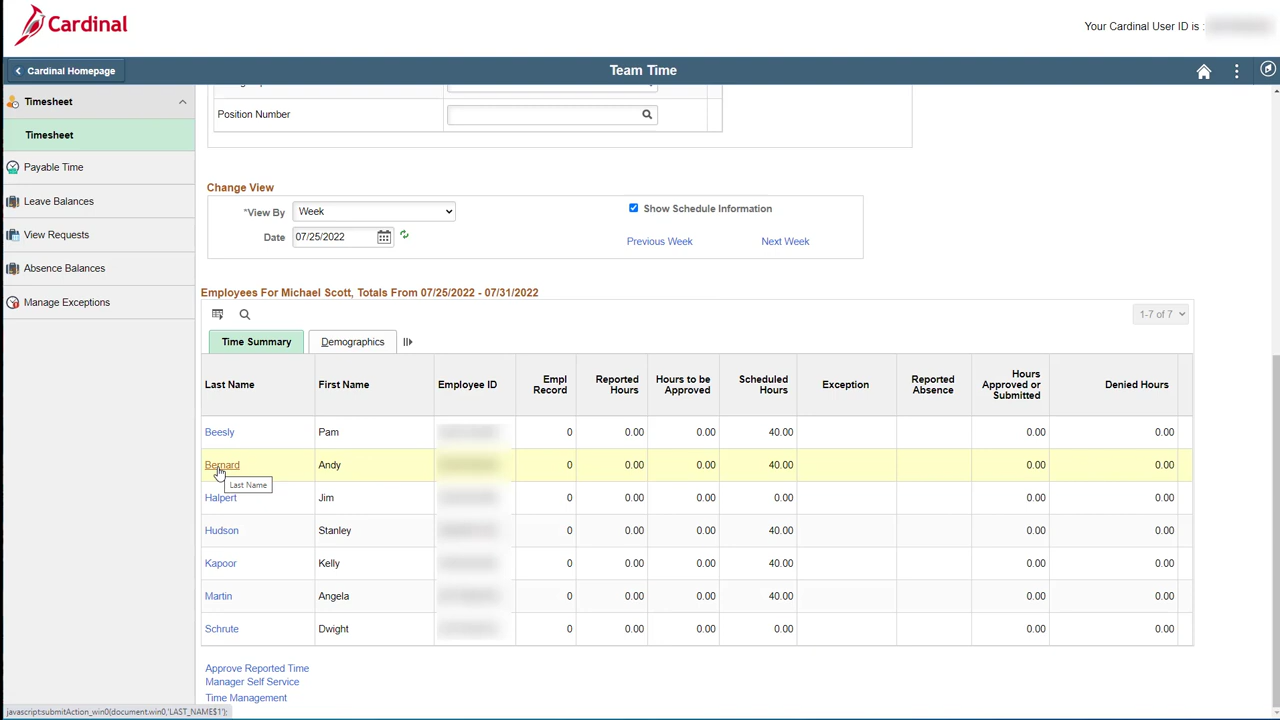 Cardinal
Your Cardinal User ID is :
Cardinal Homepage
Team Time
Timesheet
Timesheet
Payable Time
Leave Balances
View Requests
Absence Balances
Manage Exceptions
Position Number
Change View
*View By Week
Show Schedule Information
Date 07/25/2022
Previous Week Next Week
Employees For Michael Scott, Totals From 07/25/2022 - 07/31/2022
1-7 of 7
Time Summary Demographics
Last Name First Name Employee ID Empl Record Reported Hours Hours to be Approved Scheduled Hours Exception Reported Absence Hours Approved or Submitted Denied Hours
Beesly Pam 0 0.00 0.00 40.00 0.00 0.00
Bernard Andy 0 0.00 0.00 40.00 0.00 0.00
Last Name
Halpert Jim 0 0.00 0.00 0.00 0.00 0.00
Hudson Stanley 0 0.00 0.00 40.00 0.00 0.00
Kapoor Kelly 0 0.00 0.00 40.00 0.00 0.00
Martin Angela 0 0.00 0.00 40.00 0.00 0.00
Schrute Dwight 0 0.00 0.00 0.00 0.00 0.00
Approve Reported Time
Manager Self Service
Time Management
javascript:submitAction_win0(document.win0,'LAST_NAME$1');